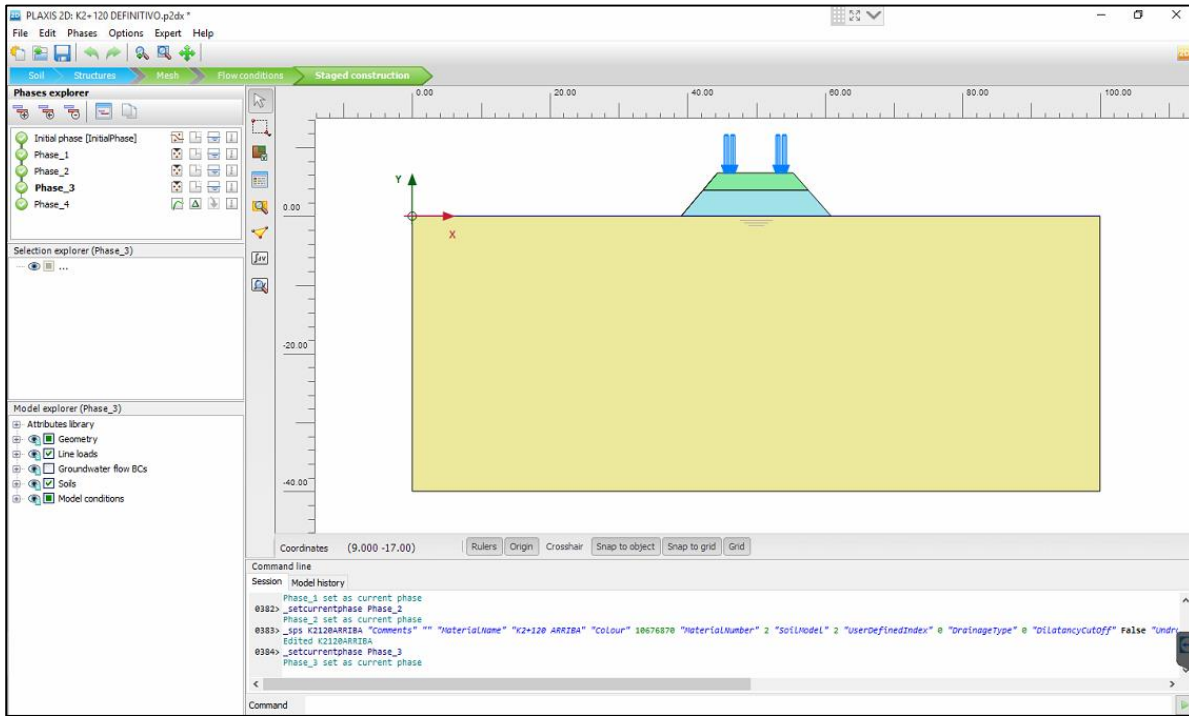 PLAXIS 2D: K2+120 DEFINITIVO.p2dx *
File Edit Phases Options Expert Help
Soil Structures Mesh Flow conditions Staged construction
Phases explorer
Initial phase [InitialPhase]
Phase_1
Phase_2
Phase_3
Phase_4
Selection explorer (Phase_3)
...
Model explorer (Phase_3)
Attributes library
Geometry
Line loads
Groundwater flow BCs
Soils
Model conditions
0.00 20.00 40.00 60.00 80.00 100.00
0.00
-20.00
-40.00
Y
X
Coordinates (9.000 -17.00) Rulers Origin Crosshair Snap to object Snap to grid Grid
Command line
Session Model history
Phase_1 set as current phase
0382> _setcurrentphase Phase_2
Phase_2 set as current phase
0383> _sps K2120ARRIBA "Comments" "" "MaterialName" "K2+120 ARRIBA" "Colour" 10676870 "MaterialNumber" 2 "SoilModel" 2 "UserDefinedIndex" 0 "DrainageType" 0 "DilatancyCutOff" False "Undr
Edited K2120ARRIBA
0384> _setcurrentphase Phase_3
Phase_3 set as current phase
Command